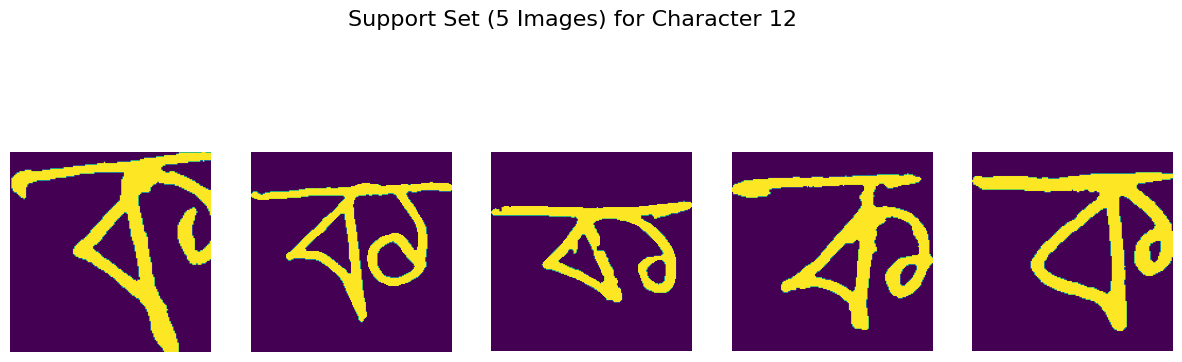 Support Set (5 Images) for Character 12
ক ক ক ক ক